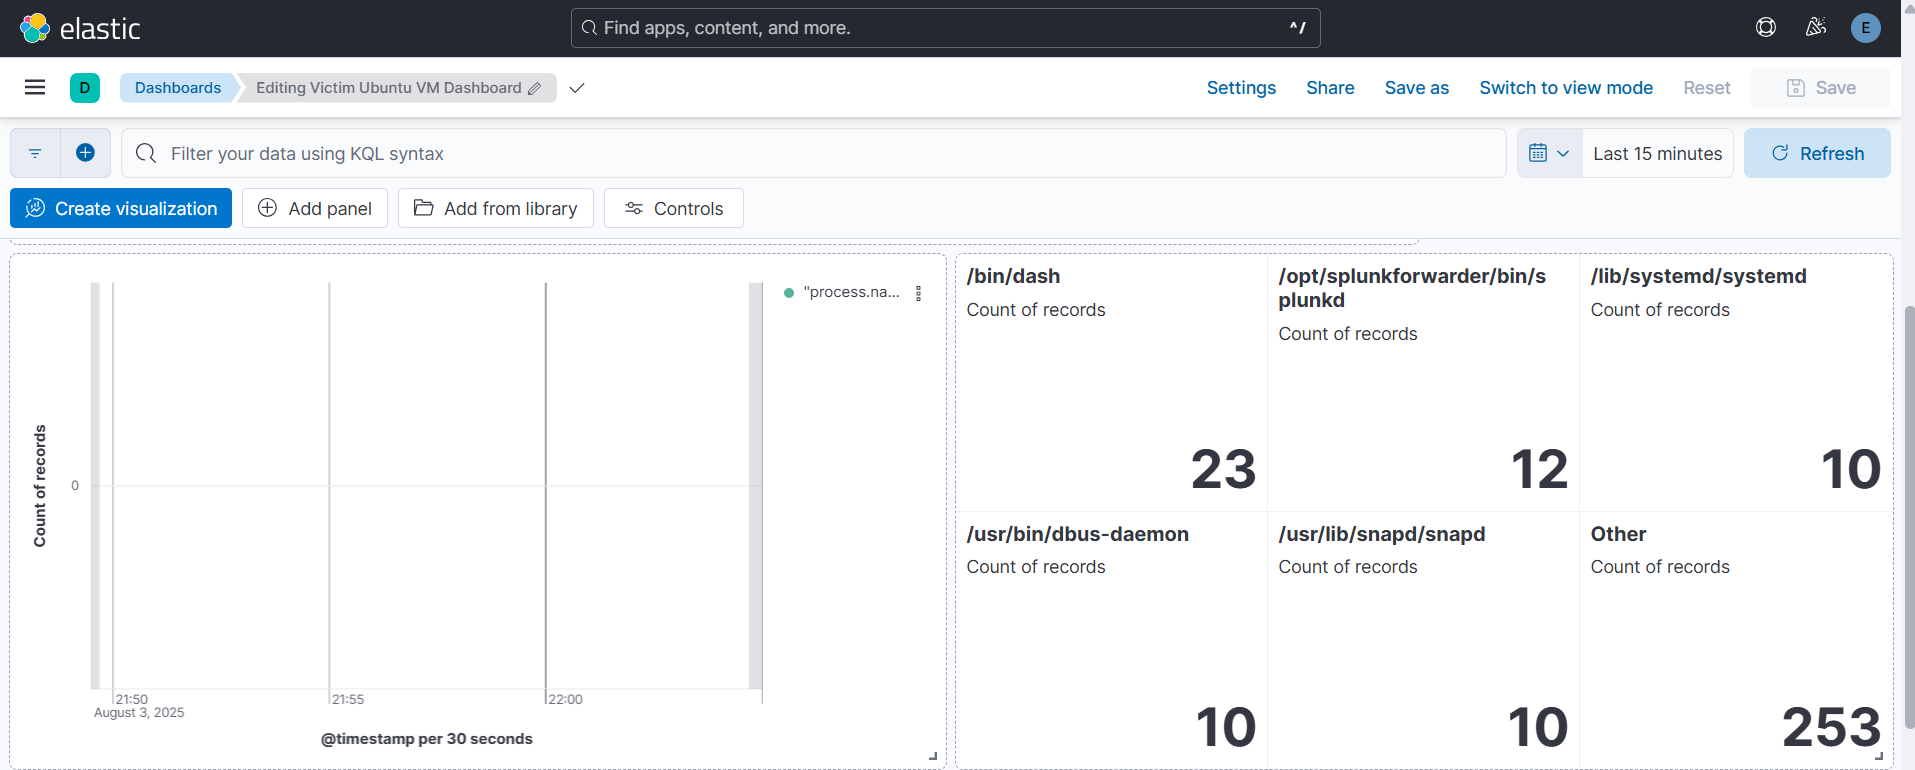 elastic
Find apps, content, and more.
^/
E
D
Dashboards
Editing Victim Ubuntu VM Dashboard
Settings
Share
Save as
Switch to view mode
Reset
Save
Filter your data using KQL syntax
Last 15 minutes
Refresh
Create visualization
Add panel
Add from library
Controls
Count of records
0
21:50
August 3, 2025
21:55
22:00
@timestamp per 30 seconds
"process.na...
/bin/dash
Count of records
23
/opt/splunkforwarder/bin/s
plunkd
Count of records
12
/lib/systemd/systemd
Count of records
10
/usr/bin/dbus-daemon
Count of records
10
/usr/lib/snapd/snapd
Count of records
10
Other
Count of records
253